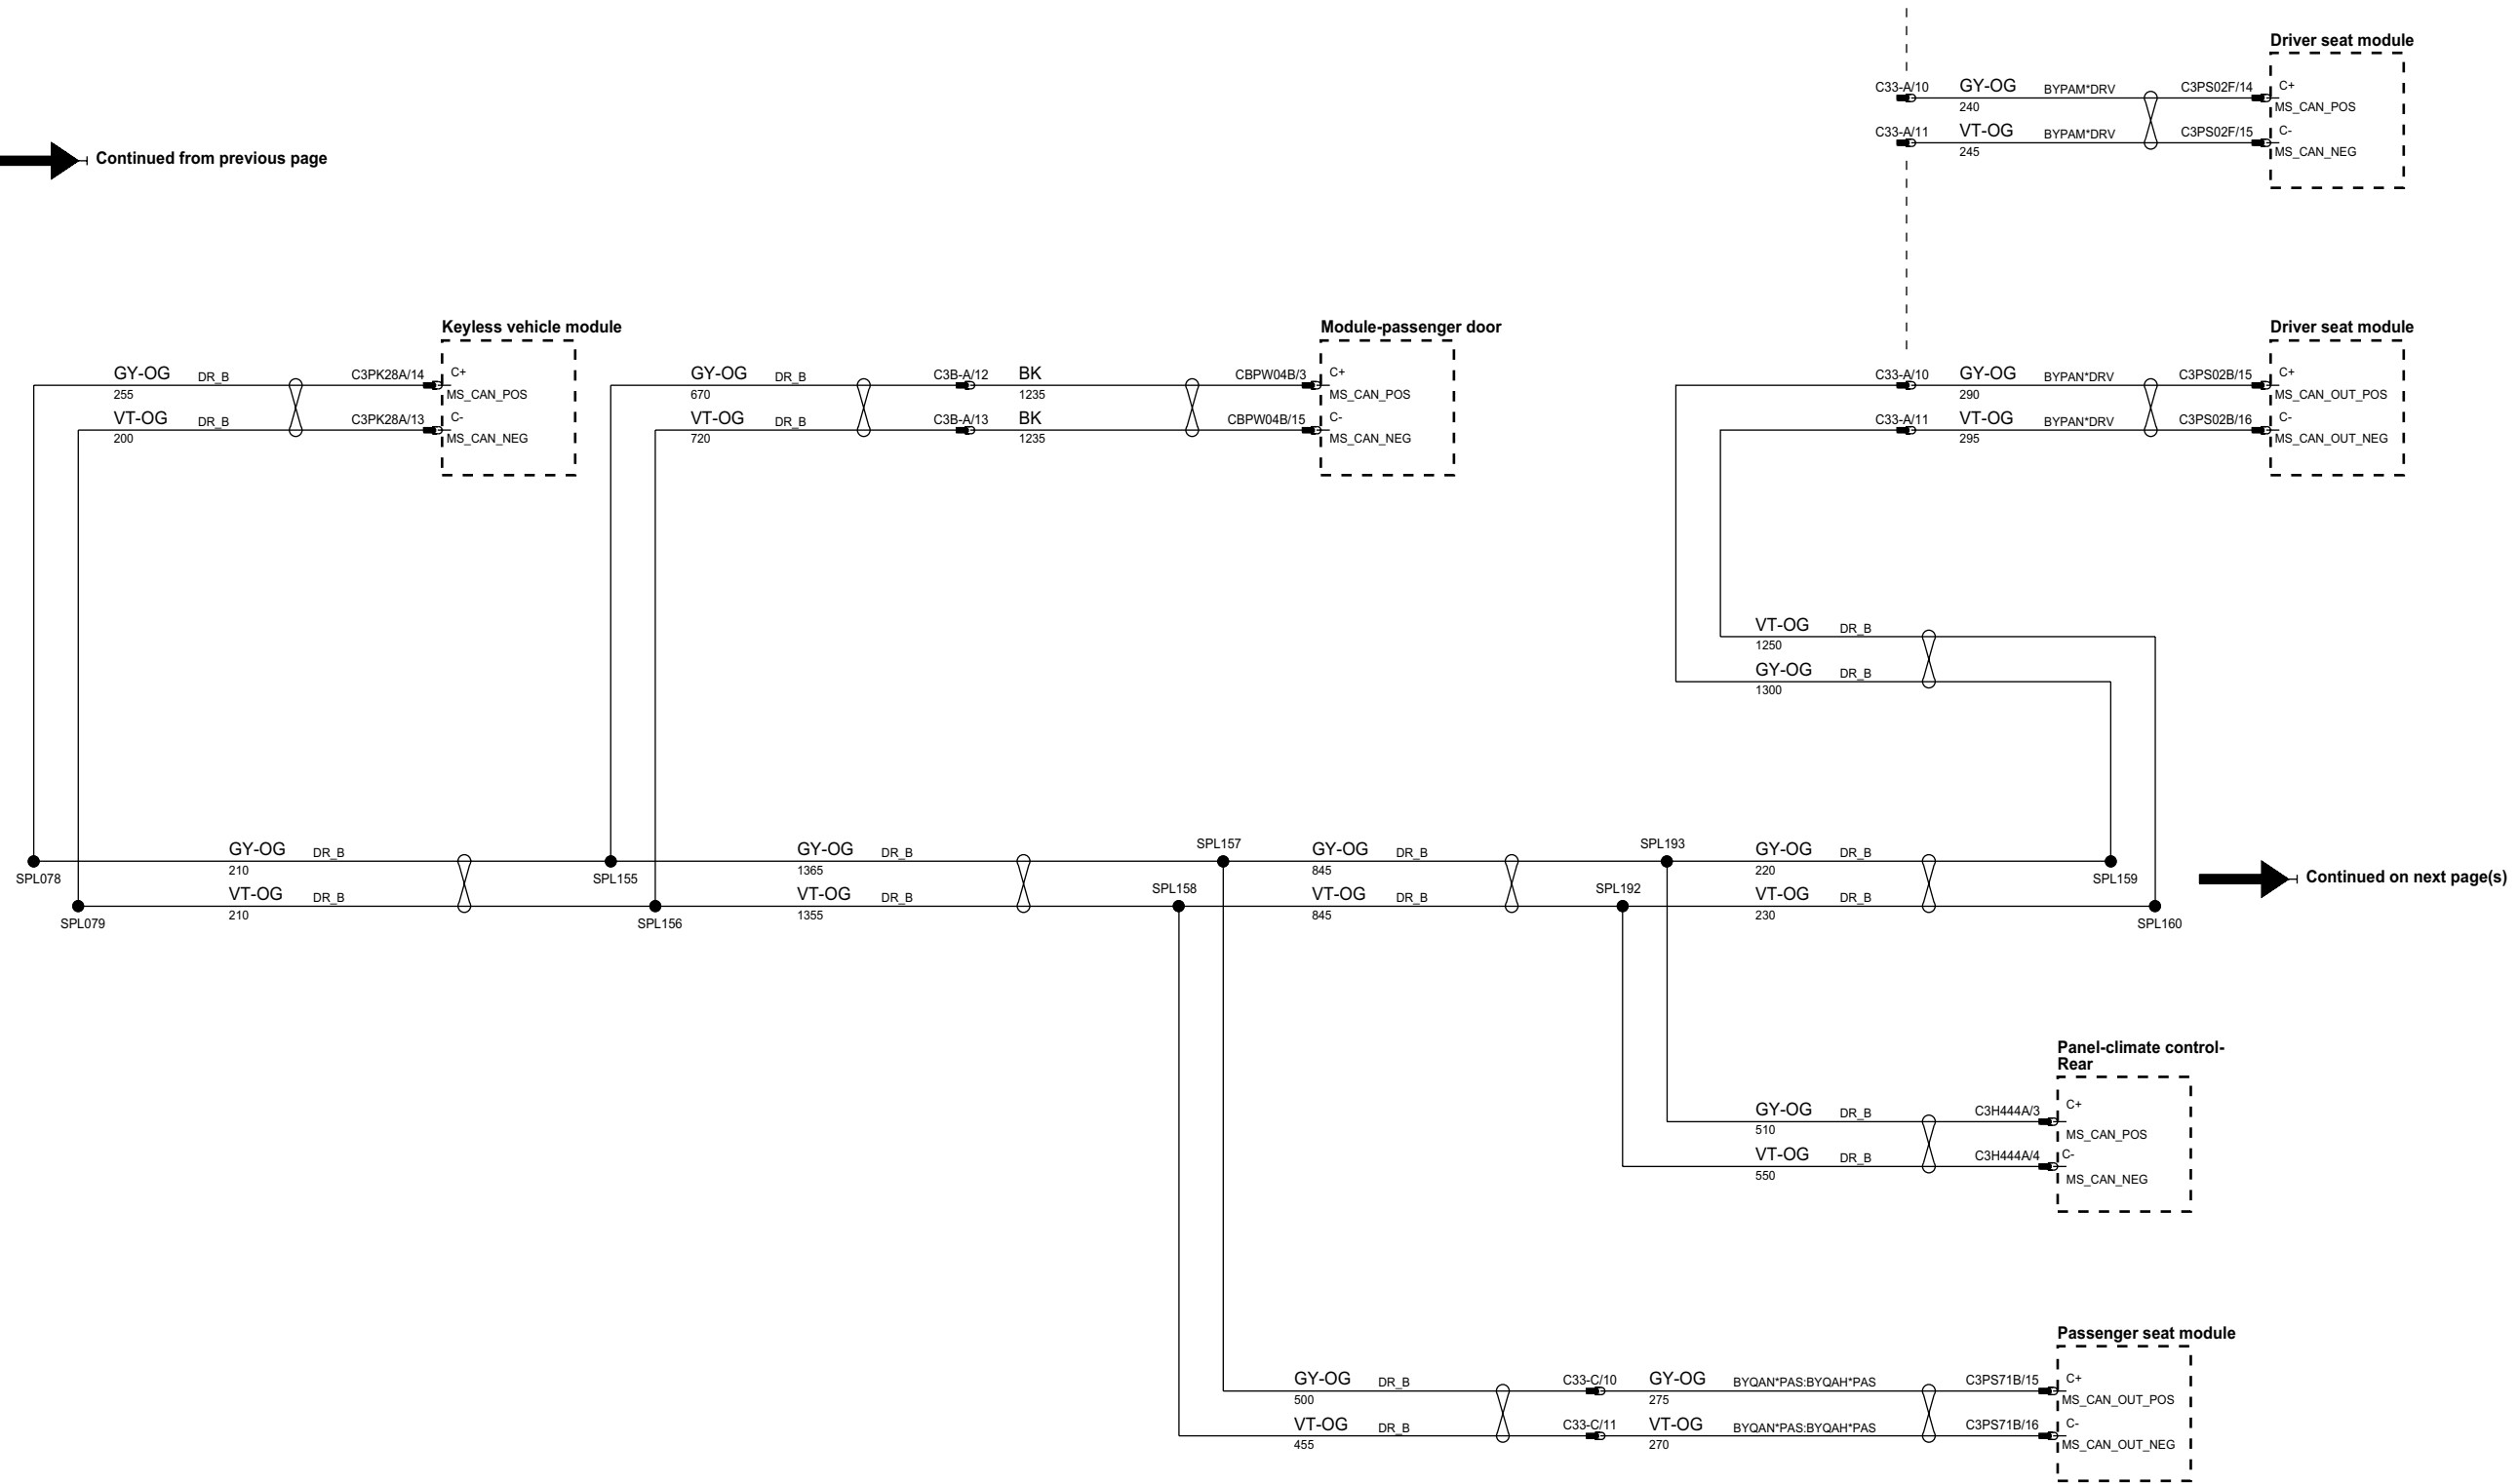 Driver seat module
C33-A/10 GY-OG BYPAM*DRV C3PS02F/14 C+
240 MS_CAN_POS
C33-A/11 VT-OG BYPAM*DRV C3PS02F/15 C-
245 MS_CAN_NEG
Continued from previous page
Keyless vehicle module
GY-OG DR_B C3PK28A/14 C+
255 MS_CAN_POS
VT-OG DR_B C3PK28A/13 C-
200 MS_CAN_NEG
Module-passenger door
GY-OG DR_B C3B-A/12 BK CBPW04B/3 C+
670 1235 MS_CAN_POS
VT-OG DR_B C3B-A/13 BK CBPW04B/15 C-
720 1235 MS_CAN_NEG
Driver seat module
C33-A/10 GY-OG BYPAN*DRV C3PS02B/15 C+
290 MS_CAN_OUT_POS
C33-A/11 VT-OG BYPAN*DRV C3PS02B/16 C-
295 MS_CAN_OUT_NEG
VT-OG DR_B
1250
GY-OG DR_B
1300
SPL157 SPL193
GY-OG DR_B GY-OG DR_B GY-OG DR_B GY-OG DR_B
210 1365 845 220
SPL078 SPL155 SPL159
SPL158 SPL192
VT-OG DR_B VT-OG DR_B VT-OG DR_B VT-OG DR_B
210 1355 845 230
SPL079 SPL156 SPL160
Continued on next page(s)
Panel-climate control-
Rear
GY-OG DR_B C3H444A/3 C+
510 MS_CAN_POS
VT-OG DR_B C3H444A/4 C-
550 MS_CAN_NEG
Passenger seat module
GY-OG DR_B C33-C/10 GY-OG BYQAN*PAS:BYQAH*PAS C3PS71B/15 C+
500 275 MS_CAN_OUT_POS
VT-OG DR_B C33-C/11 VT-OG BYQAN*PAS:BYQAH*PAS C3PS71B/16 C-
455 270 MS_CAN_OUT_NEG